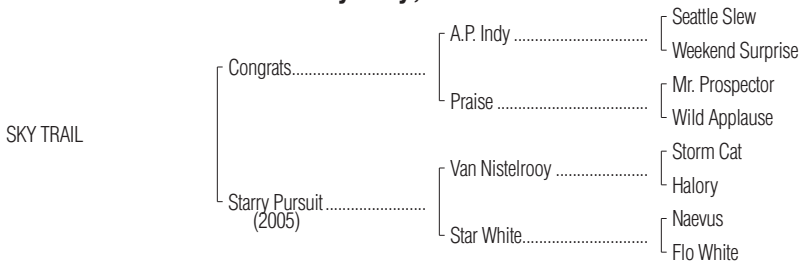 Seattle Slew
A.P. Indy ..................................
Weekend Surprise
Congrats..................................
Mr. Prospector
Praise ......................................
Wild Applause
SKY TRAIL
Storm Cat
Van Nistelrooy .......................
Halory
Starry Pursuit .........................
(2005)
Naevus
Star White................................
Flo White